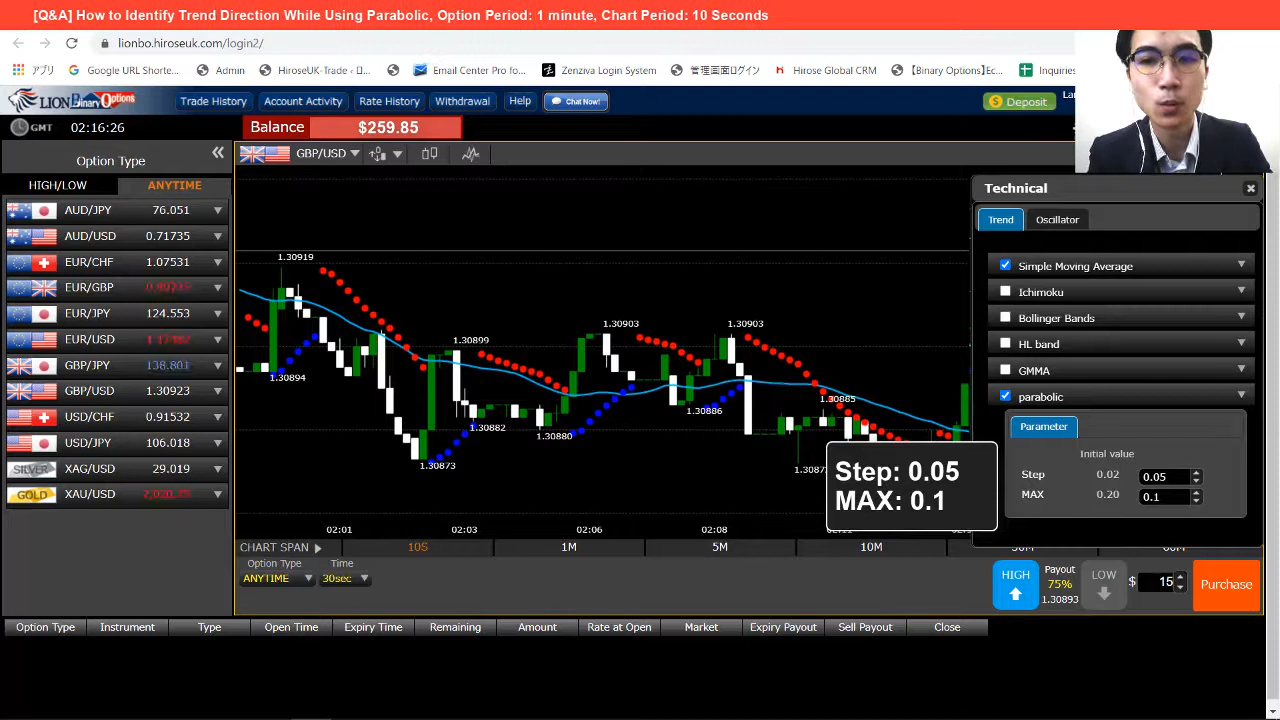 [Q&A] How to Identify Trend Direction While Using Parabolic, Option Period: 1 minute, Chart Period: 10 Seconds
lionbo.hiroseuk.com/login2/
アプリ Google URL Shorte... Admin HiroseUK-Trade ‹ ロ... Email Center Pro fo... Zenziva Login System 管理画面ログイン Hirose Global CRM 【Binary Options】Ec... Inquiries
LION Binary Options Trade History Account Activity Rate History Withdrawal Help Chat Now! $ Deposit
GMT 02:16:26 Balance $259.85
Option Type « GBP/USD
HIGH/LOW ANYTIME
AUD/JPY 76.051
AUD/USD 0.71735
EUR/CHF 1.07531
EUR/GBP
EUR/JPY 124.553
EUR/USD
GBP/JPY 138.801
GBP/USD 1.30923
USD/CHF 0.91532
USD/JPY 106.018
SILVER XAG/USD 29.019
GOLD XAU/USD
1.30919
1.30903 1.30903
1.30899
1.30894
1.30885
1.30886
1.30882
1.30880
1.30873
02:01 02:03 02:06 02:08
Technical
Trend Oscillator
Simple Moving Average
Ichimoku
Bollinger Bands
HL band
GMMA
parabolic
Parameter
Initial value
Step 0.02 0.05
MAX 0.20 0.1
Step: 0.05
MAX: 0.1
CHART SPAN 10S 1M 5M 10M
Option Type Time
ANYTIME 30sec
HIGH Payout 75% 1.30893 LOW $ 15 Purchase
Option Type Instrument Type Open Time Expiry Time Remaining Amount Rate at Open Market Expiry Payout Sell Payout Close